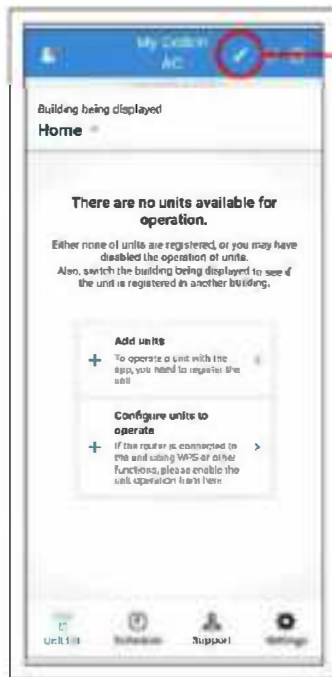 My
AC
Building being displayed
Home
There are no units available for
operation.
Either none of units are registered, or you may have
disabled the operation of units.
Also, switch the building being displayed to see if
the unit is registered in another building.
Add units
To operate a unit with the
app, you need to register the
unit
Configure units to
operate
If the router is connected to
the unit using WPS or other
functions, please enable the
unit operation from here
Unit list
Support
Settings